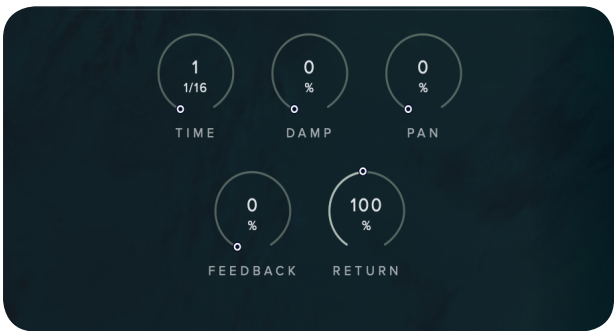 1 0 0
1/16 % %
TIME DAMP PAN
0 100
% %
FEEDBACK RETURN